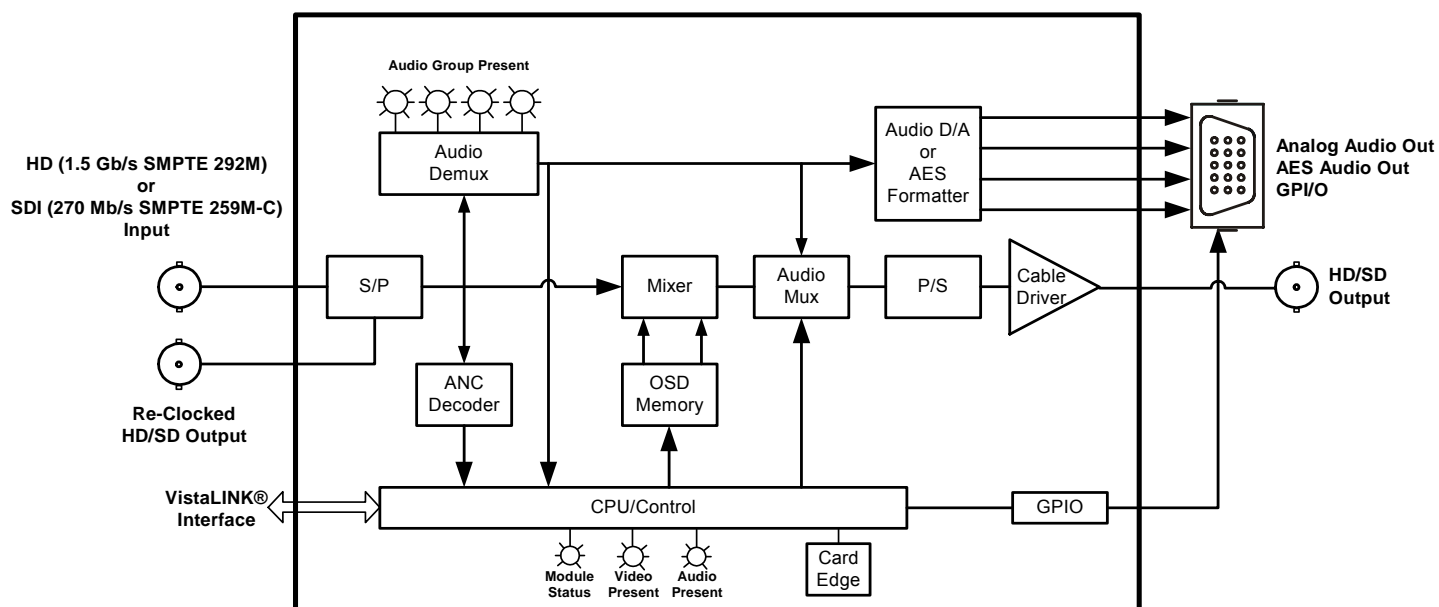 Audio Group Present
Audio
Demux
Audio D/A
or
AES
Formatter
Analog Audio Out
AES Audio Out
GPI/O
HD (1.5 Gb/s SMPTE 292M)
or
SDI (270 Mb/s SMPTE 259M-C)
Input
S/P
Mixer
Audio
Mux
P/S
Cable
Driver
HD/SD
Output
ANC
Decoder
OSD
Memory
Re-Clocked
HD/SD Output
VistaLINK®
Interface
CPU/Control
GPIO
Module
Status
Video
Present
Audio
Present
Card
Edge